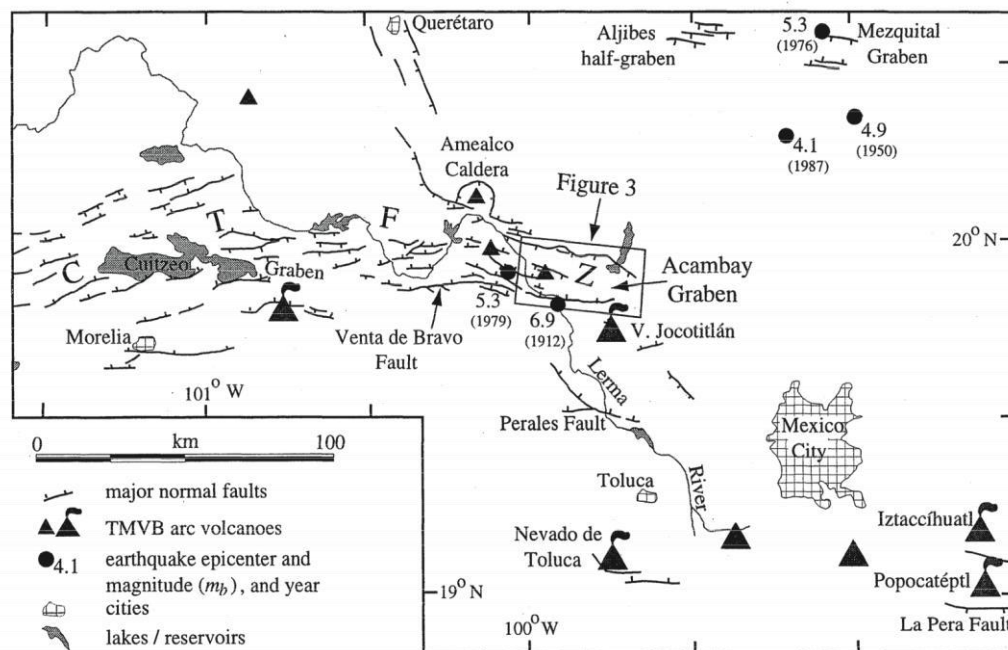 Querétaro
Aljibes
half-graben
5.3
(1976)
Mezquital
Graben
4.9
(1950)
4.1
(1987)
Amealco
Caldera
Figure 3
T
F
20° N
C
Cuitzeo
Graben
Z
Acambay
Graben
5.3
(1979)
6.9
(1912)
V. Jocotitlán
Morelia
Venta de Bravo
Fault
101° W
Lerma
River
Perales Fault
Mexico
City
0 km 100
major normal faults
TMVB arc volcanoes
4.1 earthquake epicenter and
magnitude (mb), and year
cities
lakes / reservoirs
Toluca
Nevado de
Toluca
Iztaccíhuatl
Popocatéptl
La Pera Fault
19° N
100° W